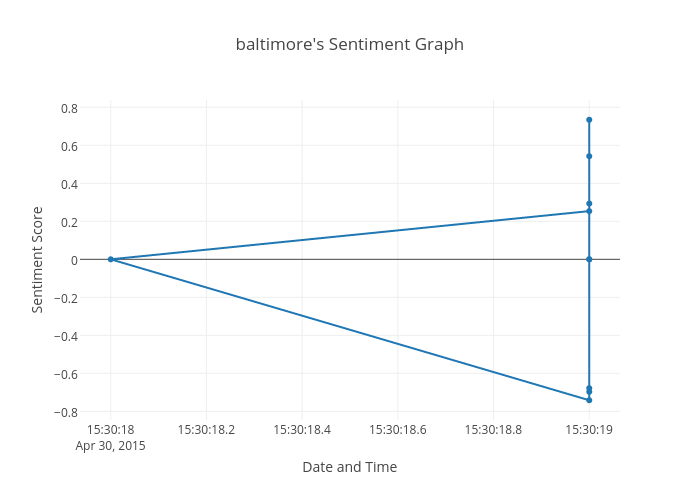 baltimore's Sentiment Graph
0.8
0.6
0.4
0.2
0
−0.2
−0.4
−0.6
−0.8
Sentiment Score
15:30:18 15:30:18.2 15:30:18.4 15:30:18.6 15:30:18.8 15:30:19
Apr 30, 2015
Date and Time